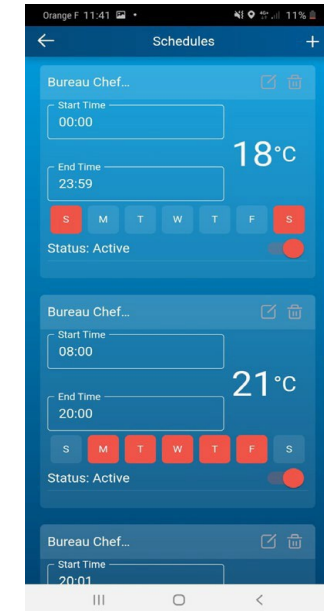 Orange F 11:41 11%
Schedules +
Bureau Chef...
Start Time
00:00
18°C
End Time
23:59
S M T W T F S
Status: Active
Bureau Chef...
Start Time
08:00
21°C
End Time
20:00
S M T W T F S
Status: Active
Bureau Chef...
Start Time
20:01